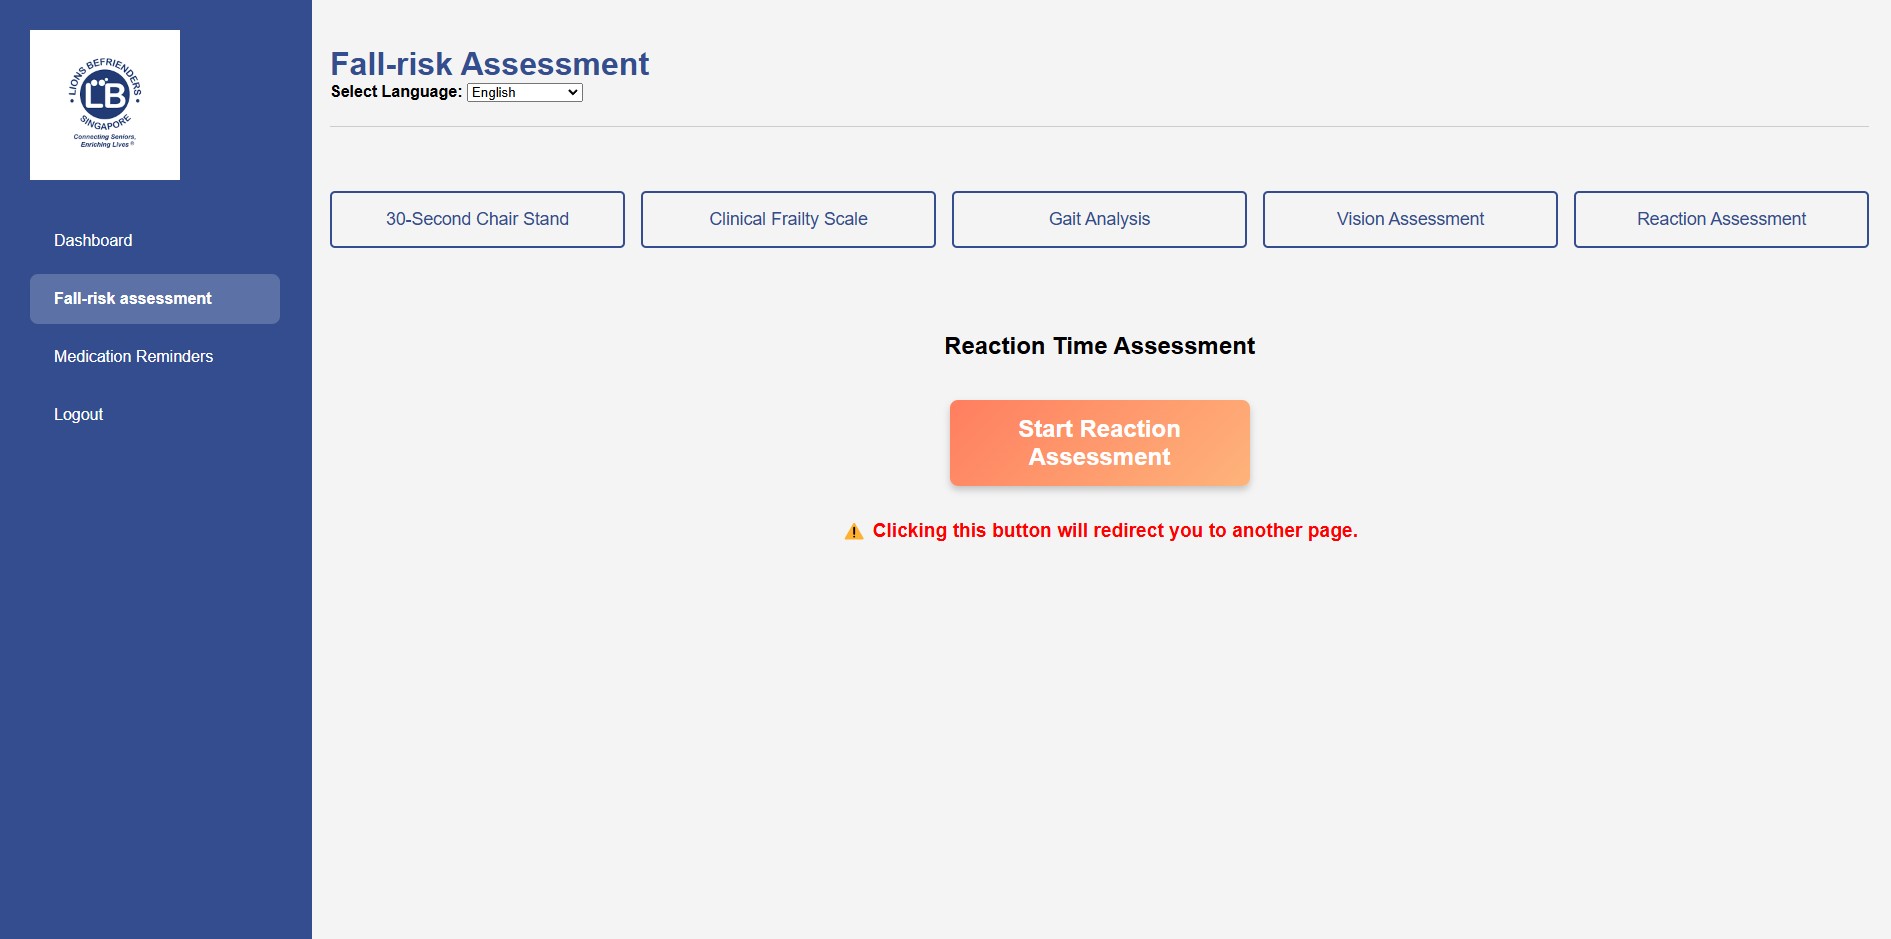 LIONS BEFRIENDERS
LB
SINGAPORE
Connecting Seniors,
Enriching Lives®
Dashboard
Fall-risk assessment
Medication Reminders
Logout
Fall-risk Assessment
Select Language: English
30-Second Chair Stand
Clinical Frailty Scale
Gait Analysis
Vision Assessment
Reaction Assessment
Reaction Time Assessment
Start Reaction
Assessment
⚠️ Clicking this button will redirect you to another page.